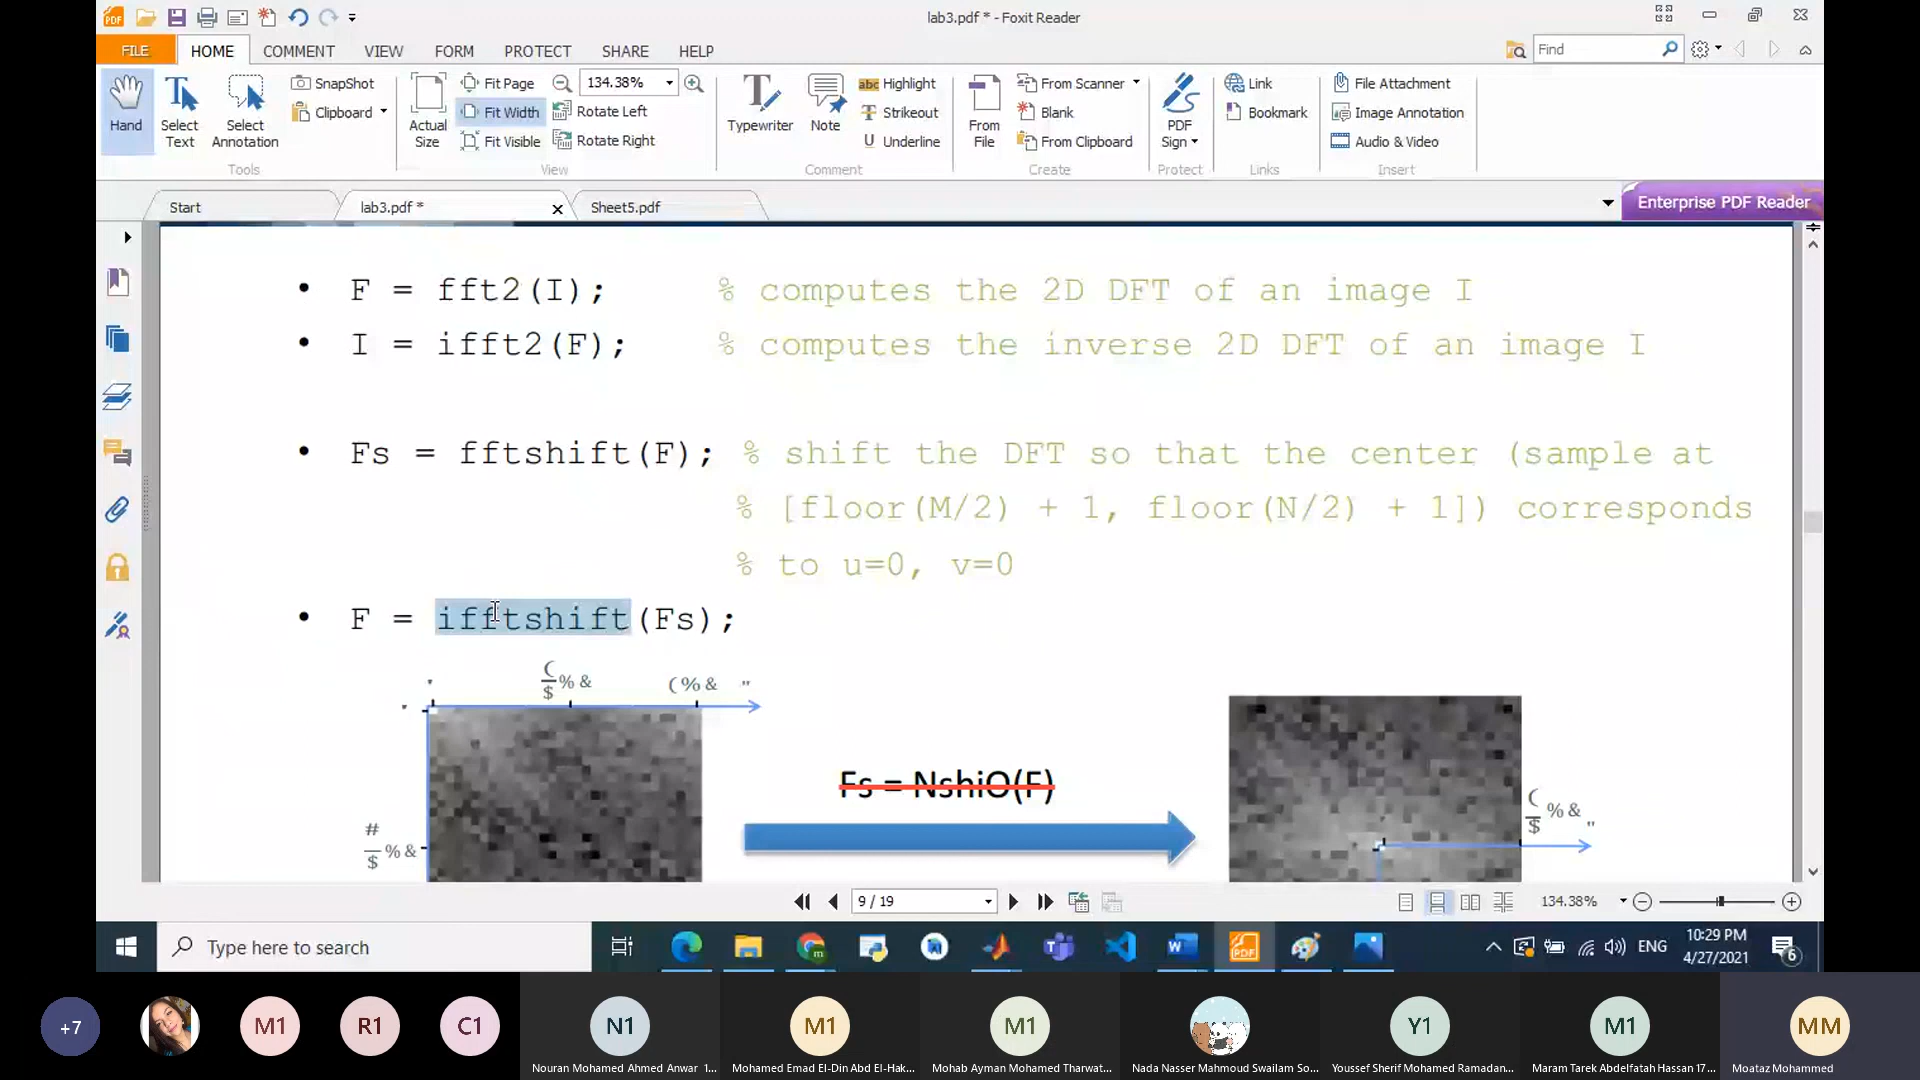 lab3.pdf * - Foxit Reader
FILE HOME COMMENT VIEW FORM PROTECT SHARE HELP
Find
Hand
Select Text
Select Annotation
SnapShot
Clipboard
Tools
Actual Size
Fit Page
Fit Width
Fit Visible
134.38%
Rotate Left
Rotate Right
View
Typewriter
Note
Highlight
Strikeout
Underline
Comment
From File
From Scanner
Blank
From Clipboard
Create
PDF Sign
Protect
Link
Bookmark
Links
File Attachment
Image Annotation
Audio & Video
Insert
Start
lab3.pdf *
Sheet5.pdf
Enterprise PDF Reader
• F = fft2(I); % computes the 2D DFT of an image I
• I = ifft2(F); % computes the inverse 2D DFT of an image I
• Fs = fftshift(F); % shift the DFT so that the center (sample at
% [floor(M/2) + 1, floor(N/2) + 1]) corresponds
% to u=0, v=0
• F = ifftshift(Fs);
( $ % &
( % & "
Fs = NshiO(F)
# $ % &
( $ % & "
9 / 19
134.38%
Type here to search
ENG
10:29 PM
4/27/2021
6
+7
M1
R1
C1
N1
M1
M1
Y1
M1
MM
Nouran Mohamed Ahmed Anwar 1...
Mohamed Emad El-Din Abd El-Hak...
Mohab Ayman Mohamed Tharwat...
Nada Nasser Mahmoud Swailam So...
Youssef Sherif Mohamed Ramadan...
Maram Tarek Abdelfatah Hassan 17...
Moataz Mohammed